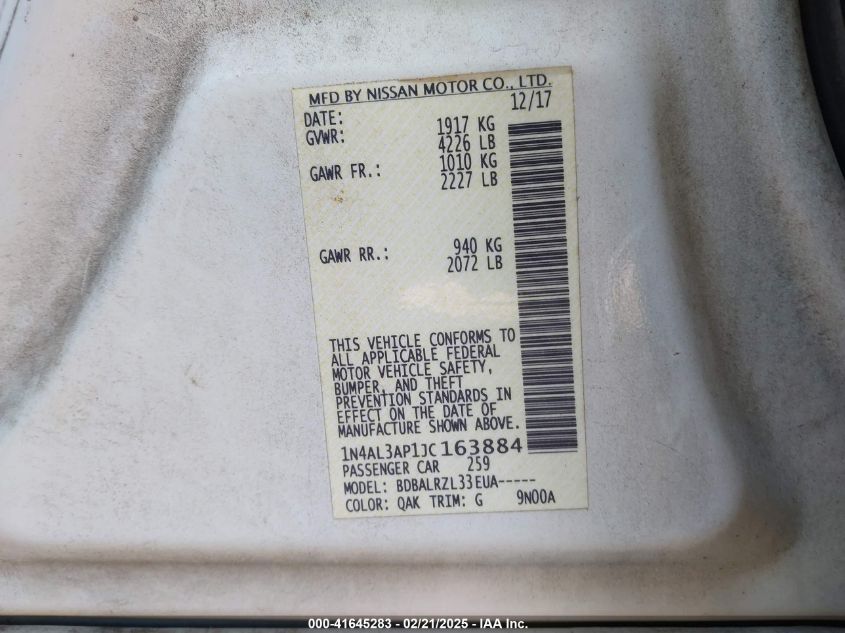 MFD BY NISSAN MOTOR CO., LTD.
DATE: 12/17
GVWR: 1917 KG
4226 LB
GAWR FR.: 1010 KG
2227 LB
GAWR RR.: 940 KG
2072 LB
THIS VEHICLE CONFORMS TO
ALL APPLICABLE FEDERAL
MOTOR VEHICLE SAFETY,
BUMPER, AND THEFT
PREVENTION STANDARDS IN
EFFECT ON THE DATE OF
MANUFACTURE SHOWN ABOVE.
1N4AL3AP1JC163884
PASSENGER CAR 259
MODEL: BDBALRZL33EUA-----
COLOR: QAK TRIM: G 9N00A
000-41645283 - 02/21/2025 - IAA Inc.